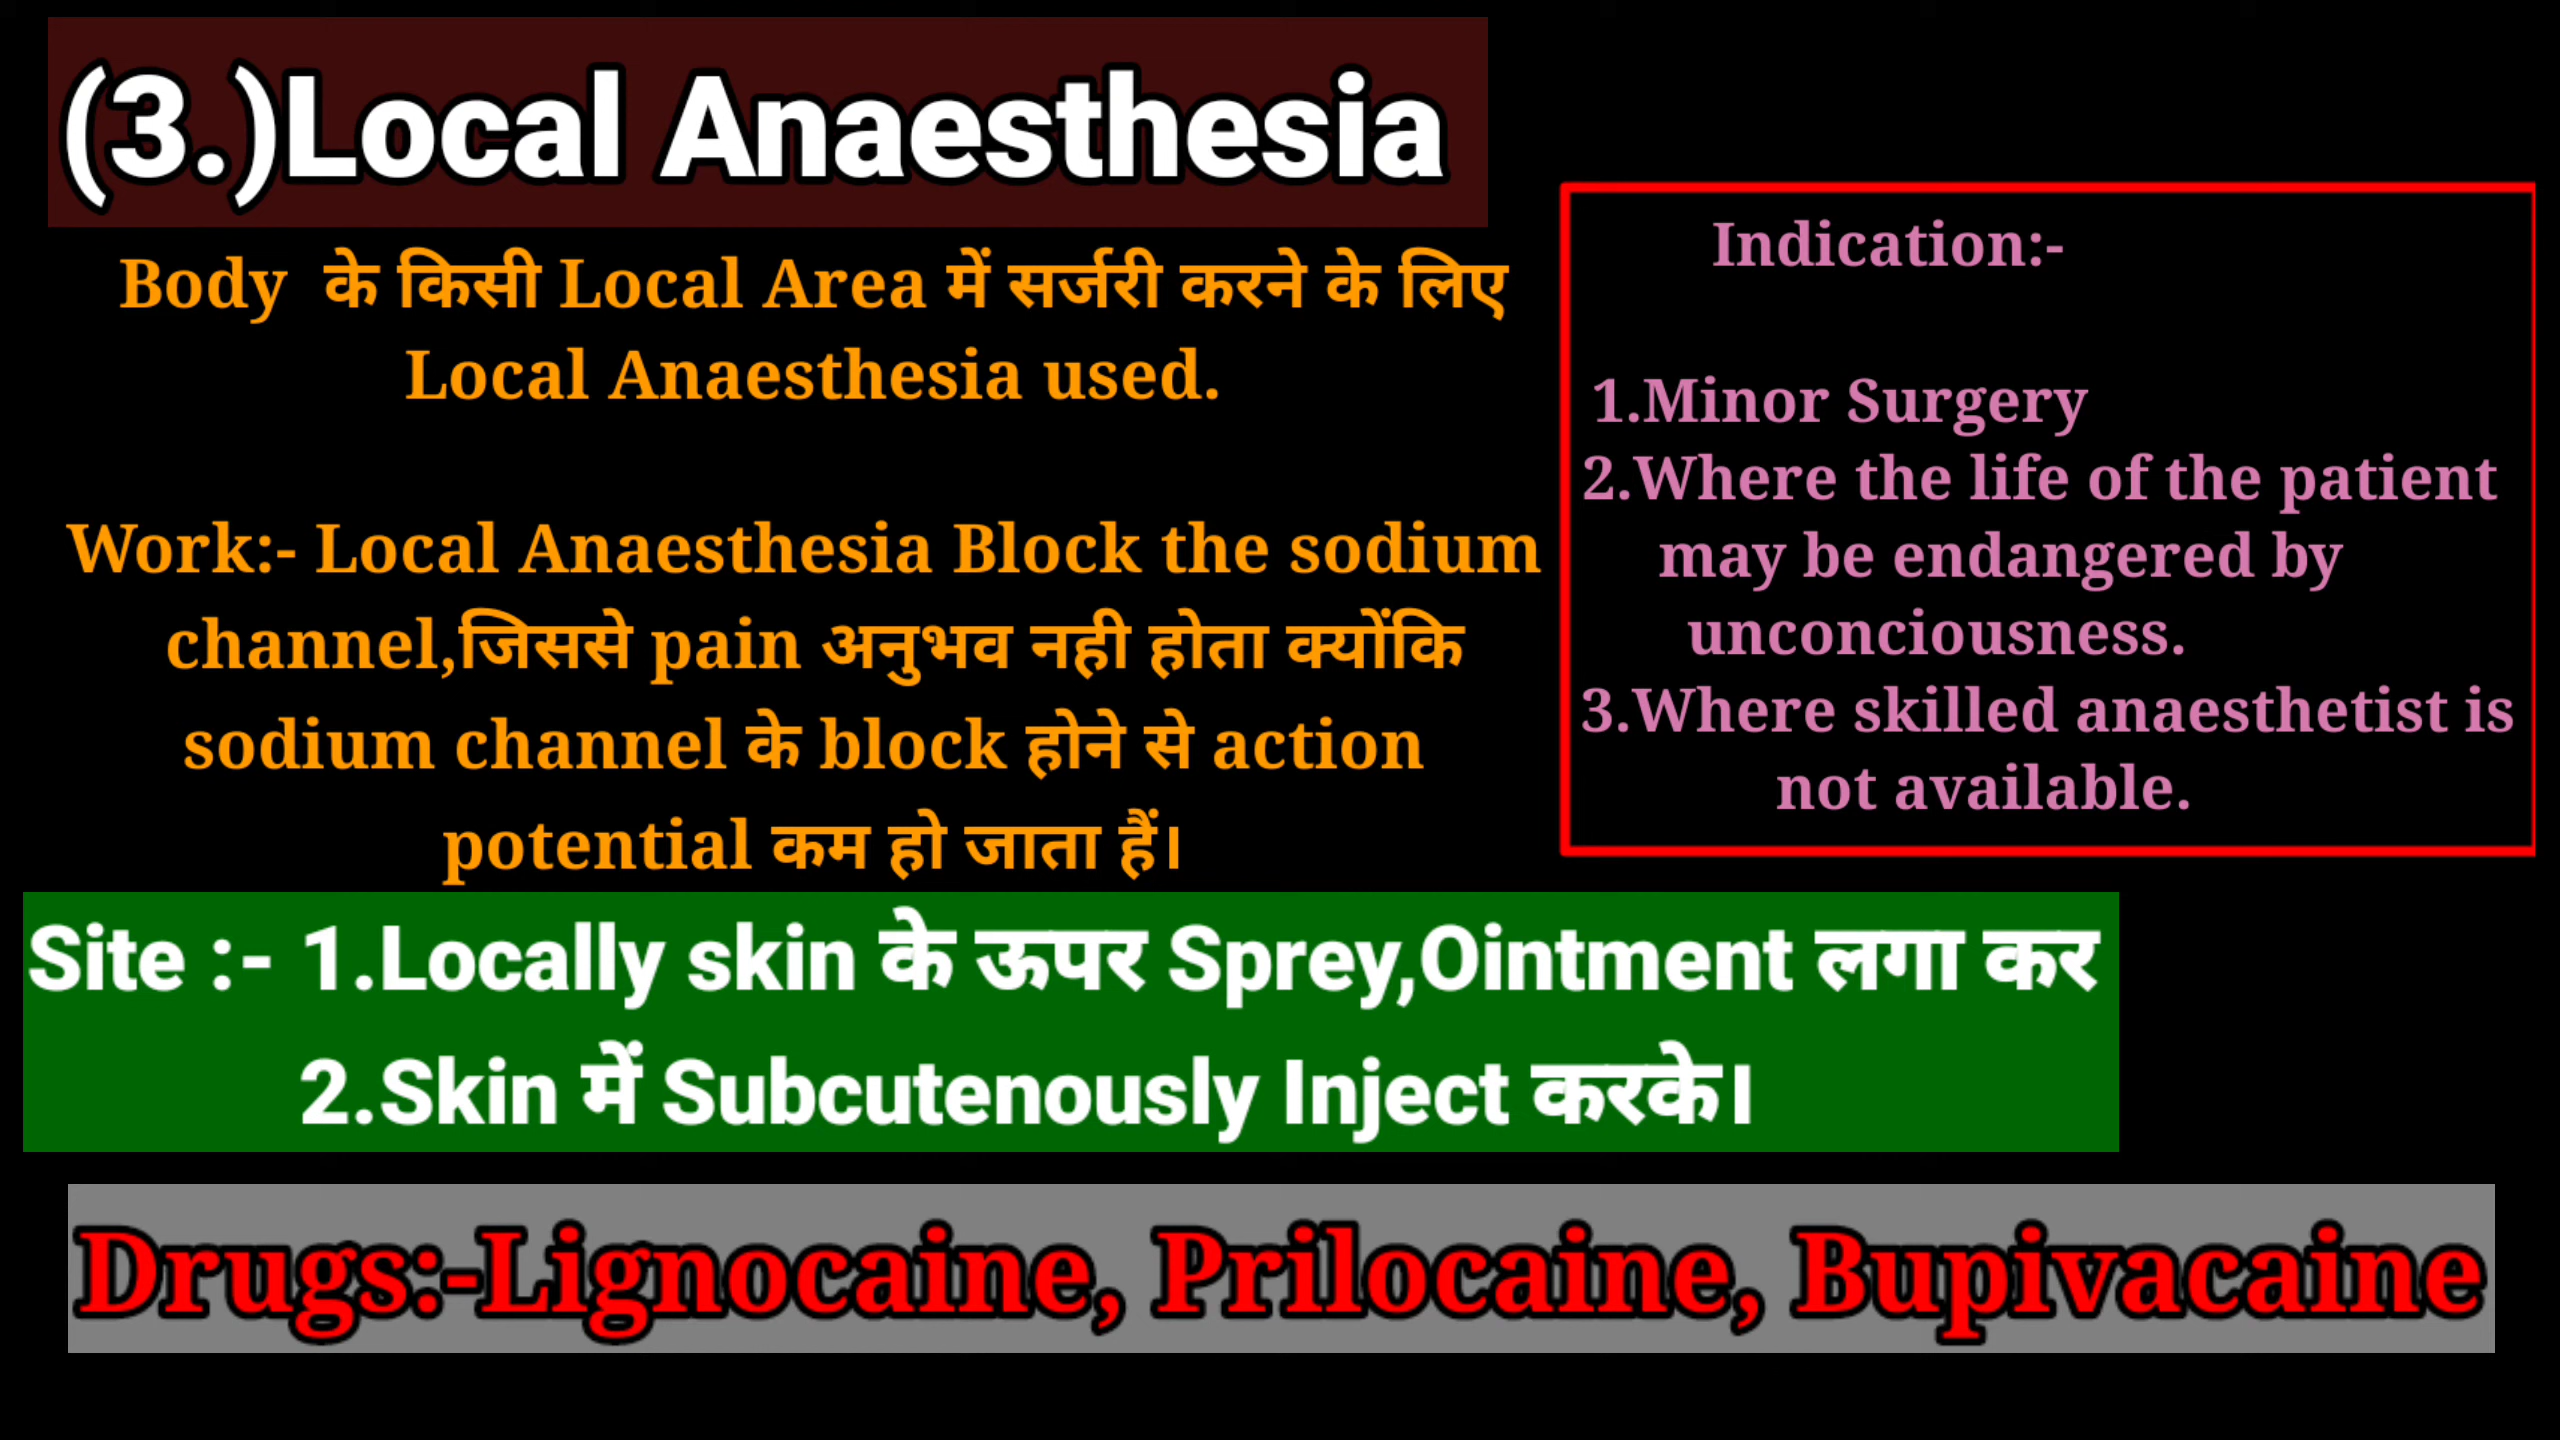 (3.)Local Anaesthesia
Body के किसी Local Area में सर्जरी करने के लिए
Local Anaesthesia used.
Work:- Local Anaesthesia Block the sodium
channel,जिससे pain अनुभव नही होता क्योंकि
sodium channel के block होने से action
potential कम हो जाता हैं।
Indication:-
1.Minor Surgery
2.Where the life of the patient
may be endangered by
unconciousness.
3.Where skilled anaesthetist is
not available.
Site :- 1.Locally skin के ऊपर Sprey,Ointment लगा कर
2.Skin में Subcutenously Inject करके।
Drugs:-Lignocaine, Prilocaine, Bupivacaine